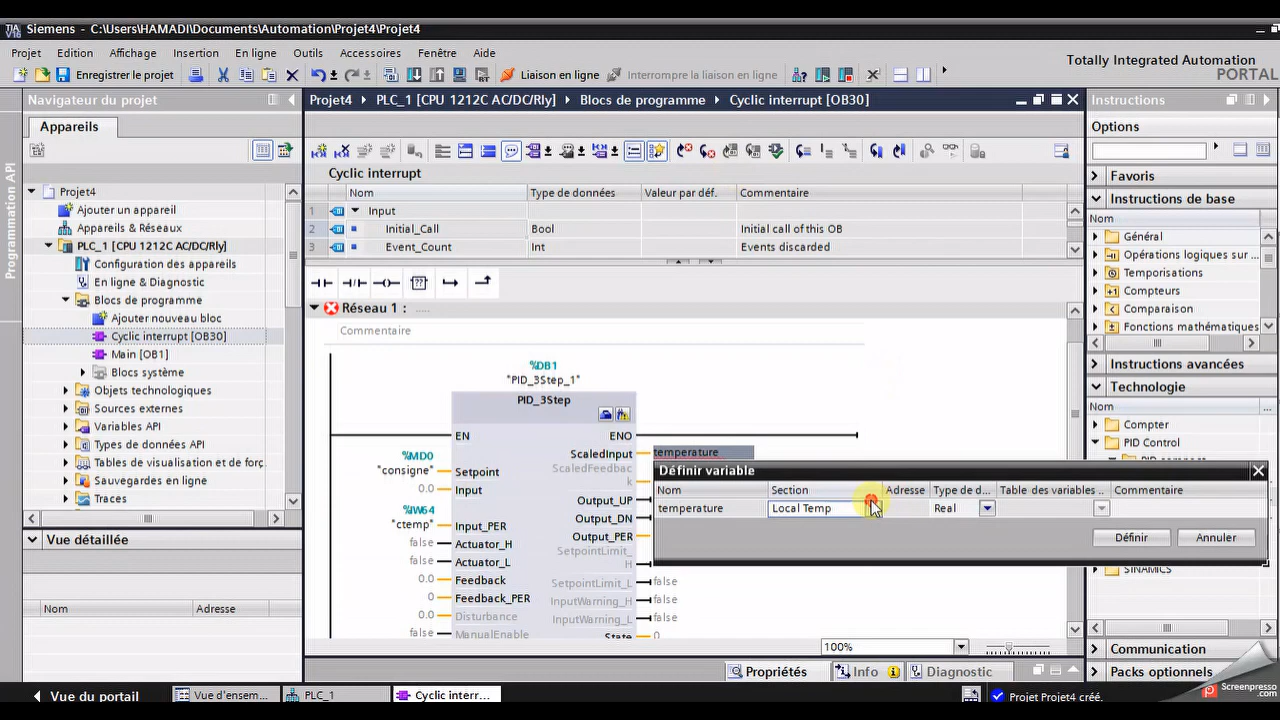 Siemens - C:\Users\HAMADI\Documents\Automation\Projet4\Projet4
Projet Edition Affichage Insertion En ligne Outils Accessoires Fenêtre Aide
Totally Integrated Automation
PORTAL
Enregistrer le projet Liaison en ligne Interrompre la liaison en ligne
Navigateur du projet
Projet4 PLC_1 [CPU 1212C AC/DC/Rly] Blocs de programme Cyclic interrupt [OB30]
Instructions
Appareils
Options
Programmation API
Cyclic interrupt
Nom Type de données Valeur par déf. Commentaire
1 Input
2 Initial_Call Bool Initial call of this OB
3 Event_Count Int Events discarded
Projet4
Ajouter un appareil
Appareils & Réseaux
PLC_1 [CPU 1212C AC/DC/Rly]
Configuration des appareils
En ligne & Diagnostic
Blocs de programme
Ajouter nouveau bloc
Cyclic interrupt [OB30]
Main [OB1]
Blocs système
Objets technologiques
Sources externes
Variables API
Types de données API
Tables de visualisation et de forç..
Sauvegardes en ligne
Traces
Vue détaillée
Nom Adresse
Réseau 1 : .....
Commentaire
%DB1
"PID_3Step_1"
PID_3Step
EN ENO
%MD0
"consigne" Setpoint
0.0 Input
%IW64
"ctemp" Input_PER
false Actuator_H
false Actuator_L
0.0 Feedback
0 Feedback_PER
0.0 Disturbance
false ManualEnable
ScaledInput temperature
ScaledFeedbac
k
Output_UP
Output_DN
Output_PER
SetpointLimit_
H
SetpointLimit_L false
InputWarning_H false
InputWarning_L false
State 0
Définir variable
Nom Section Adresse Type de d... Table des variables .. Commentaire
temperature Local Temp Real
Définir Annuler
Favoris
Instructions de base
Nom
Général
Opérations logiques sur ...
Temporisations
Compteurs
Comparaison
Fonctions mathématiques
Instructions avancées
Technologie
Nom ...
Compter
PID Control
SINAMICS
Communication
Packs optionnels
100%
Propriétés Info Diagnostic
Vue du portail Vue d'ensem... PLC_1 Cyclic interr...
Projet Projet4 créé.
Screenpresso.com